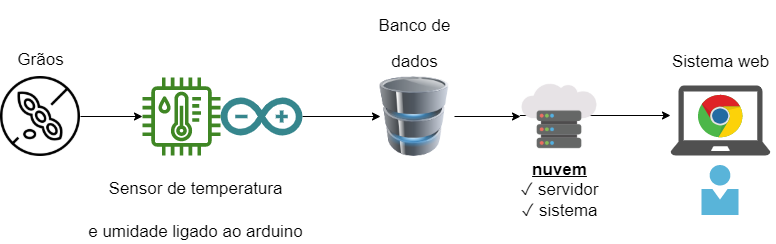 Grãos
Sensor de temperatura
e umidade ligado ao arduino
Banco de
dados
nuvem
✓ servidor
✓ sistema
Sistema web